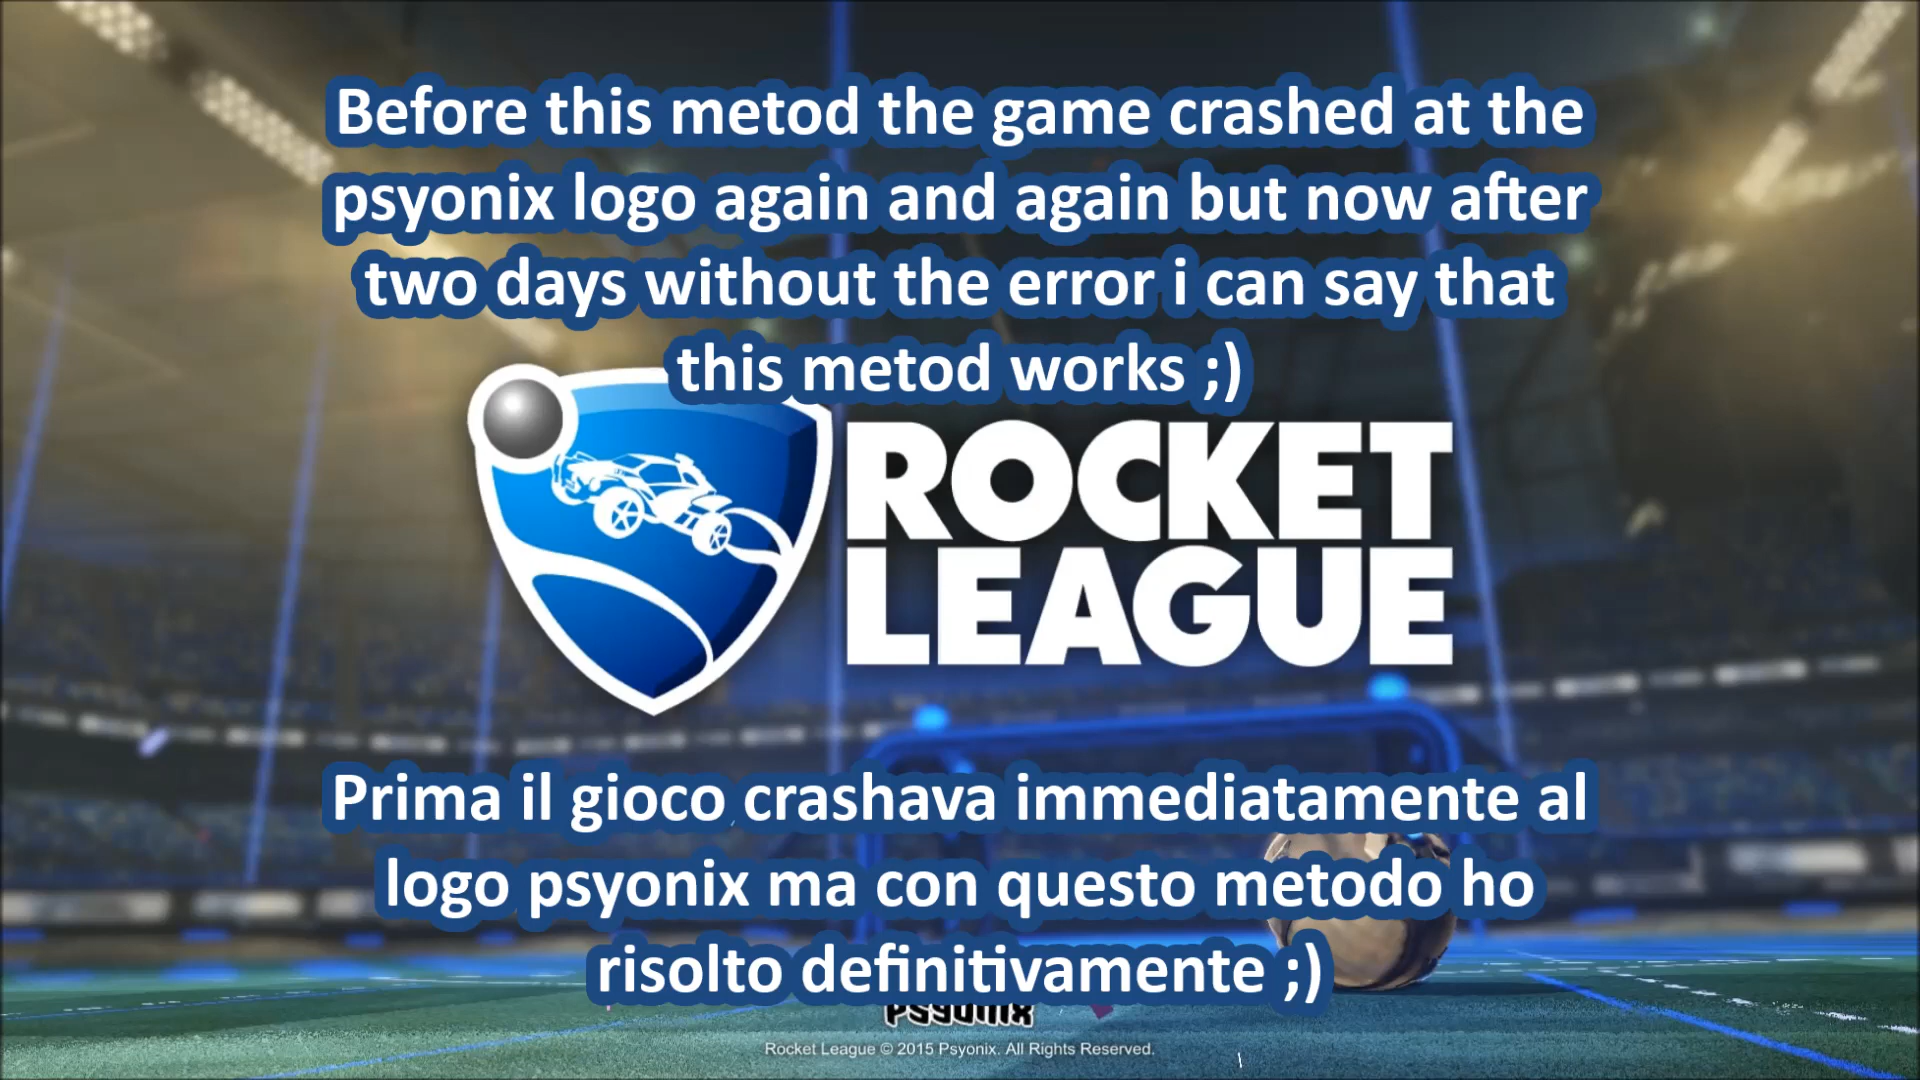 Before this metod the game crashed at the
psyonix logo again and again but now after
two days without the error i can say that
this metod works ;)
ROCKET
LEAGUE
Prima il gioco crashava immediatamente al
logo psyonix ma con questo metodo ho
risolto definitivamente ;)
PSYONIX
Rocket League © 2015 Psyonix. All Rights Reserved.